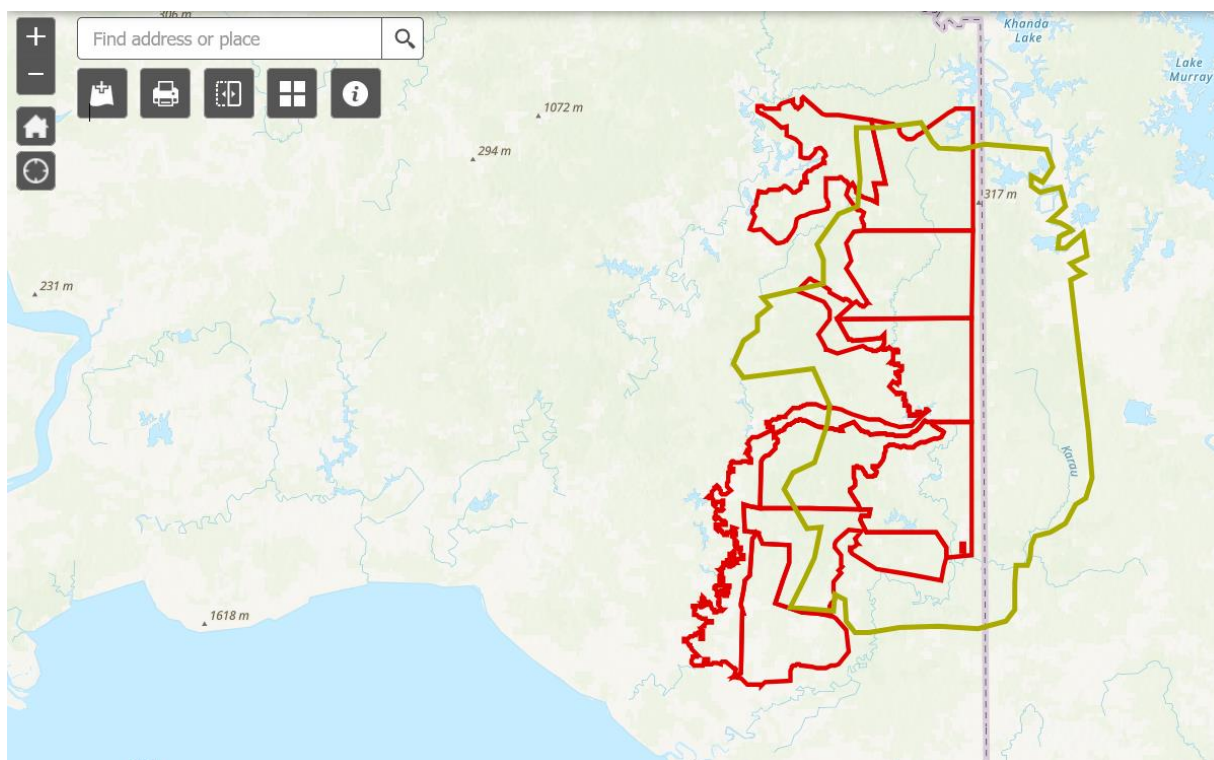 306 m
+
Find address or place
−
Khanda
Lake
Lake
Murray
1072 m
294 m
317 m
231 m
Karau
1618 m